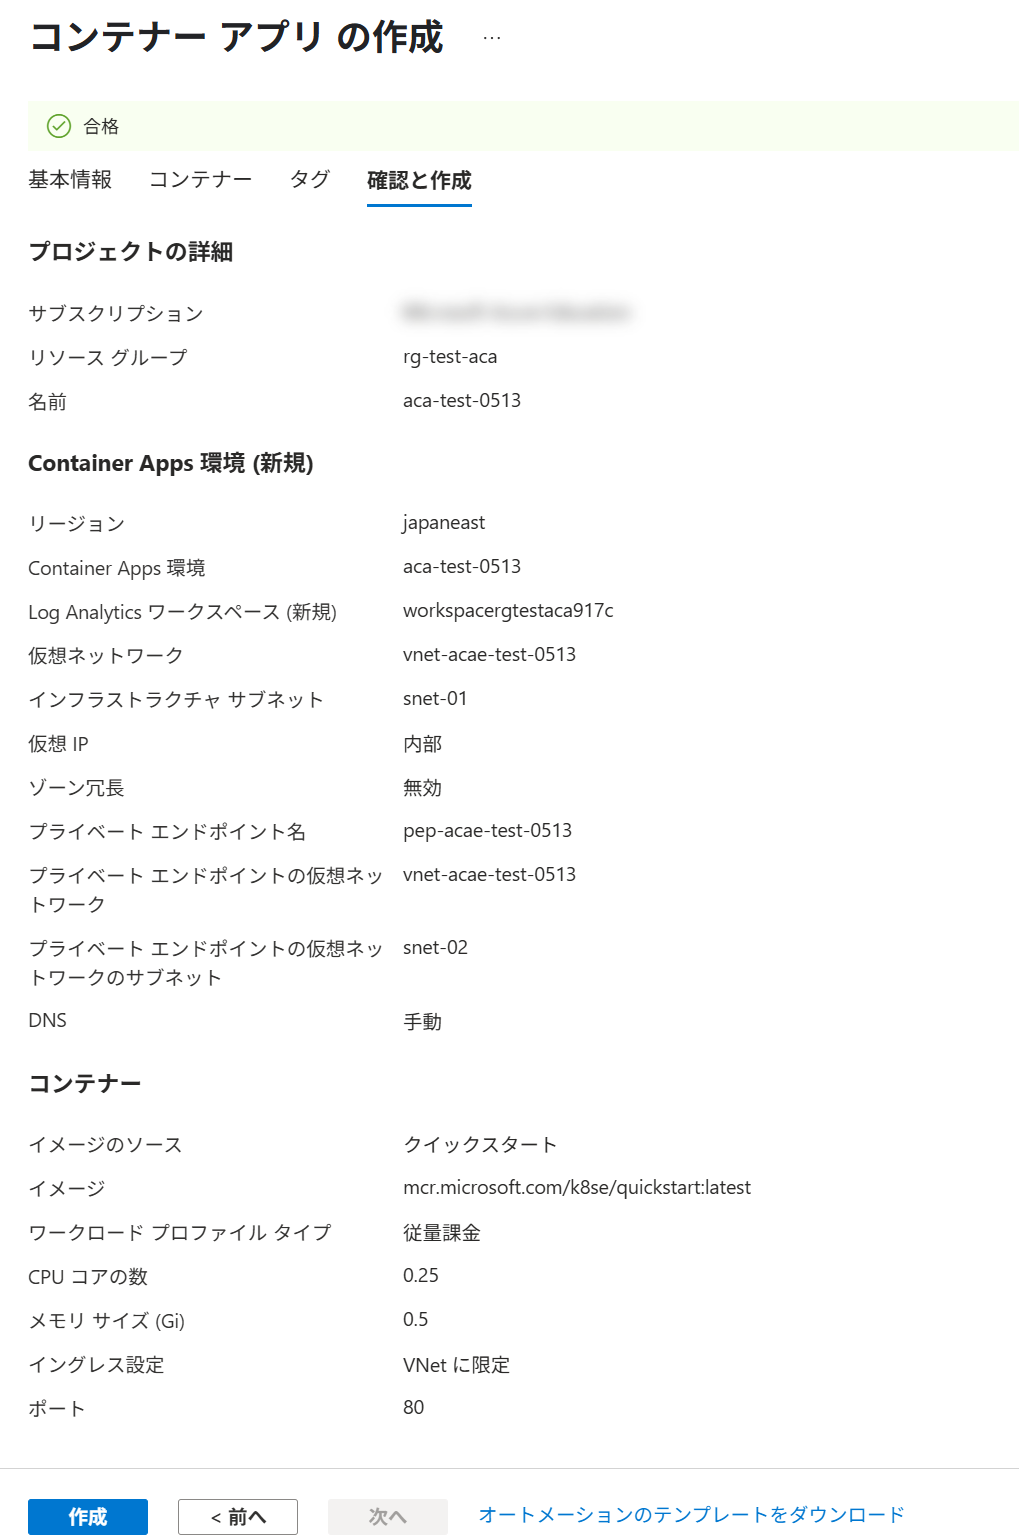 コンテナー アプリ の作成 …
合格
基本情報 コンテナー タグ 確認と作成
プロジェクトの詳細
サブスクリプション
リソース グループ rg-test-aca
名前 aca-test-0513
Container Apps 環境 (新規)
リージョン japaneast
Container Apps 環境 aca-test-0513
Log Analytics ワークスペース (新規) workspacergtestaca917c
仮想ネットワーク vnet-acae-test-0513
インフラストラクチャ サブネット snet-01
仮想 IP 内部
ゾーン冗長 無効
プライベート エンドポイント名 pep-acae-test-0513
プライベート エンドポイントの仮想ネッ vnet-acae-test-0513
トワーク
プライベート エンドポイントの仮想ネッ snet-02
トワークのサブネット
DNS 手動
コンテナー
イメージのソース クイックスタート
イメージ mcr.microsoft.com/k8se/quickstart:latest
ワークロード プロファイル タイプ 従量課金
CPU コアの数 0.25
メモリ サイズ (Gi) 0.5
イングレス設定 VNet に限定
ポート 80
作成 < 前へ 次へ オートメーションのテンプレートをダウンロード